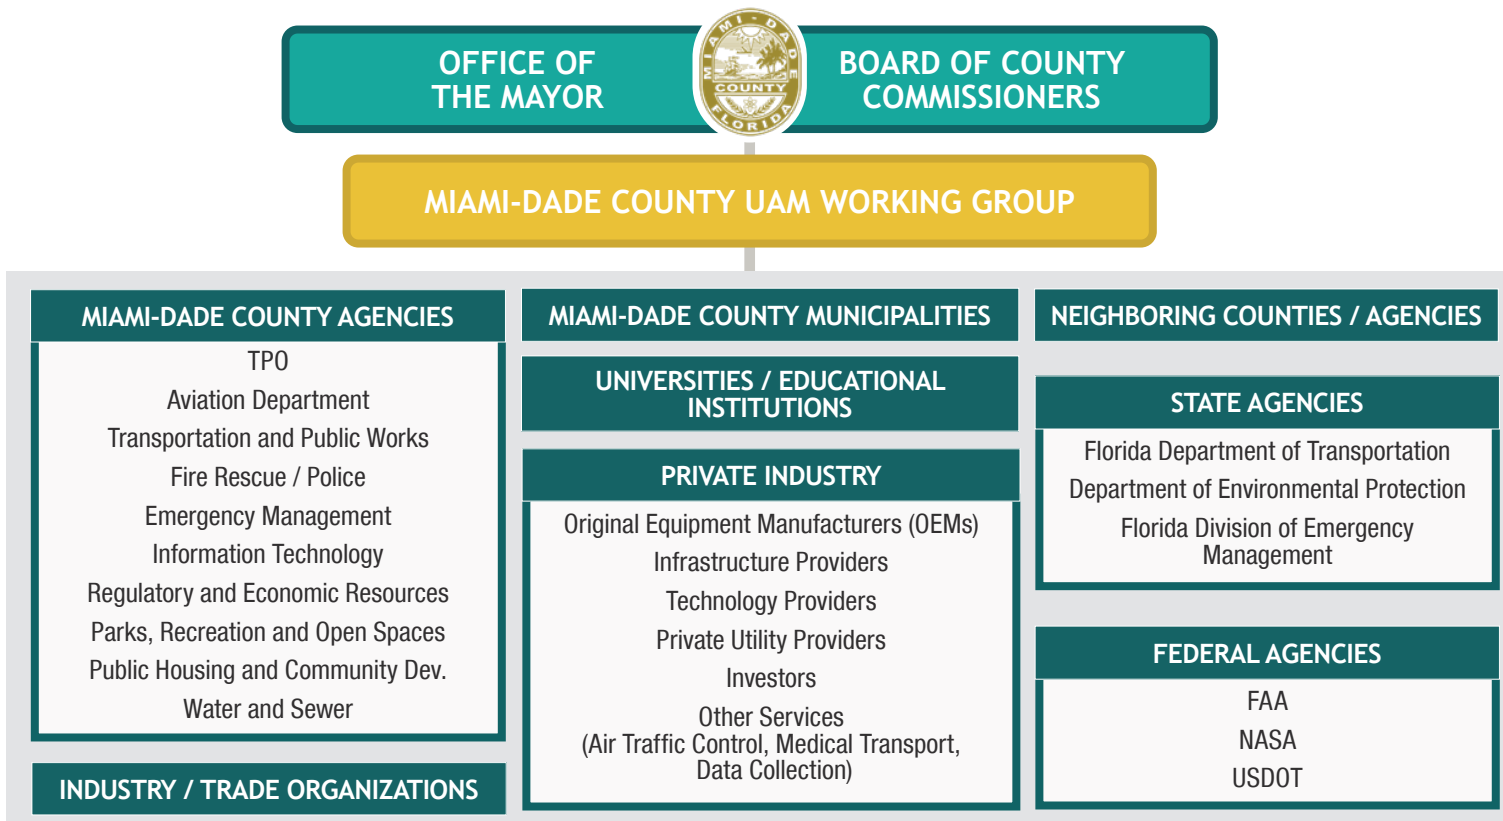 OFFICE OF
THE MAYOR
MIAMI-DADE
COUNTY
FLORIDA
BOARD OF COUNTY
COMMISSIONERS
MIAMI-DADE COUNTY UAM WORKING GROUP
MIAMI-DADE COUNTY AGENCIES
TPO
Aviation Department
Transportation and Public Works
Fire Rescue / Police
Emergency Management
Information Technology
Regulatory and Economic Resources
Parks, Recreation and Open Spaces
Public Housing and Community Dev.
Water and Sewer
INDUSTRY / TRADE ORGANIZATIONS
MIAMI-DADE COUNTY MUNICIPALITIES
UNIVERSITIES / EDUCATIONAL
INSTITUTIONS
PRIVATE INDUSTRY
Original Equipment Manufacturers (OEMs)
Infrastructure Providers
Technology Providers
Private Utility Providers
Investors
Other Services
(Air Traffic Control, Medical Transport,
Data Collection)
NEIGHBORING COUNTIES / AGENCIES
STATE AGENCIES
Florida Department of Transportation
Department of Environmental Protection
Florida Division of Emergency
Management
FEDERAL AGENCIES
FAA
NASA
USDOT